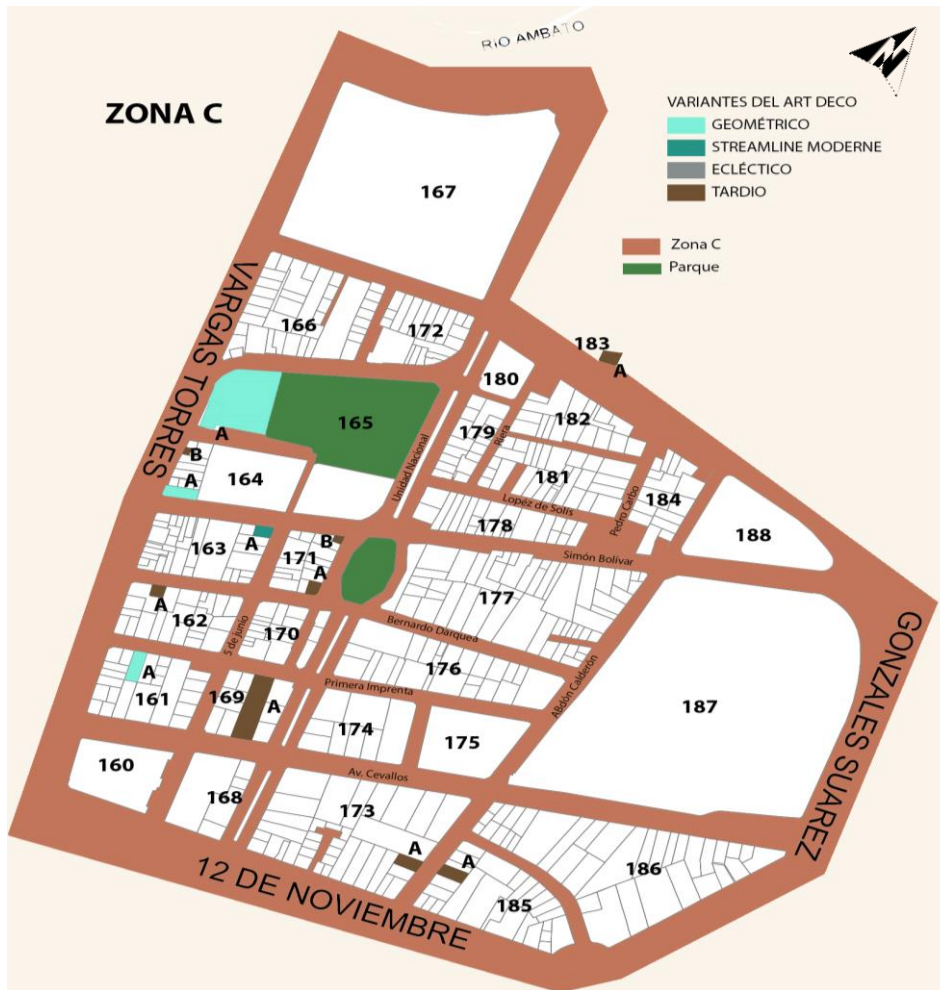 RIO AMBATO
ZONA C
VARIANTES DEL ART DECO
GEOMÉTRICO
STREAMLINE MODERNE
ECLÉCTICO
TARDIO
Zona C
Parque
N
167
VARGAS TORRES
166
172
183
A
180
182
165
179
Riera
A
B
A
164
Unidad Nacional
181
Lopéz de Solís
Pedro Carbo
184
178
188
163
A
171
B
A
Simón Bolívar
177
A
162
5 de junio
170
Bernardo Darquea
176
GONZALES SUAREZ
A
161
169
A
Primera Imprenta
ABdón Calderón
187
174
175
160
168
Av. Cevallos
173
A
A
186
185
12 DE NOVIEMBRE